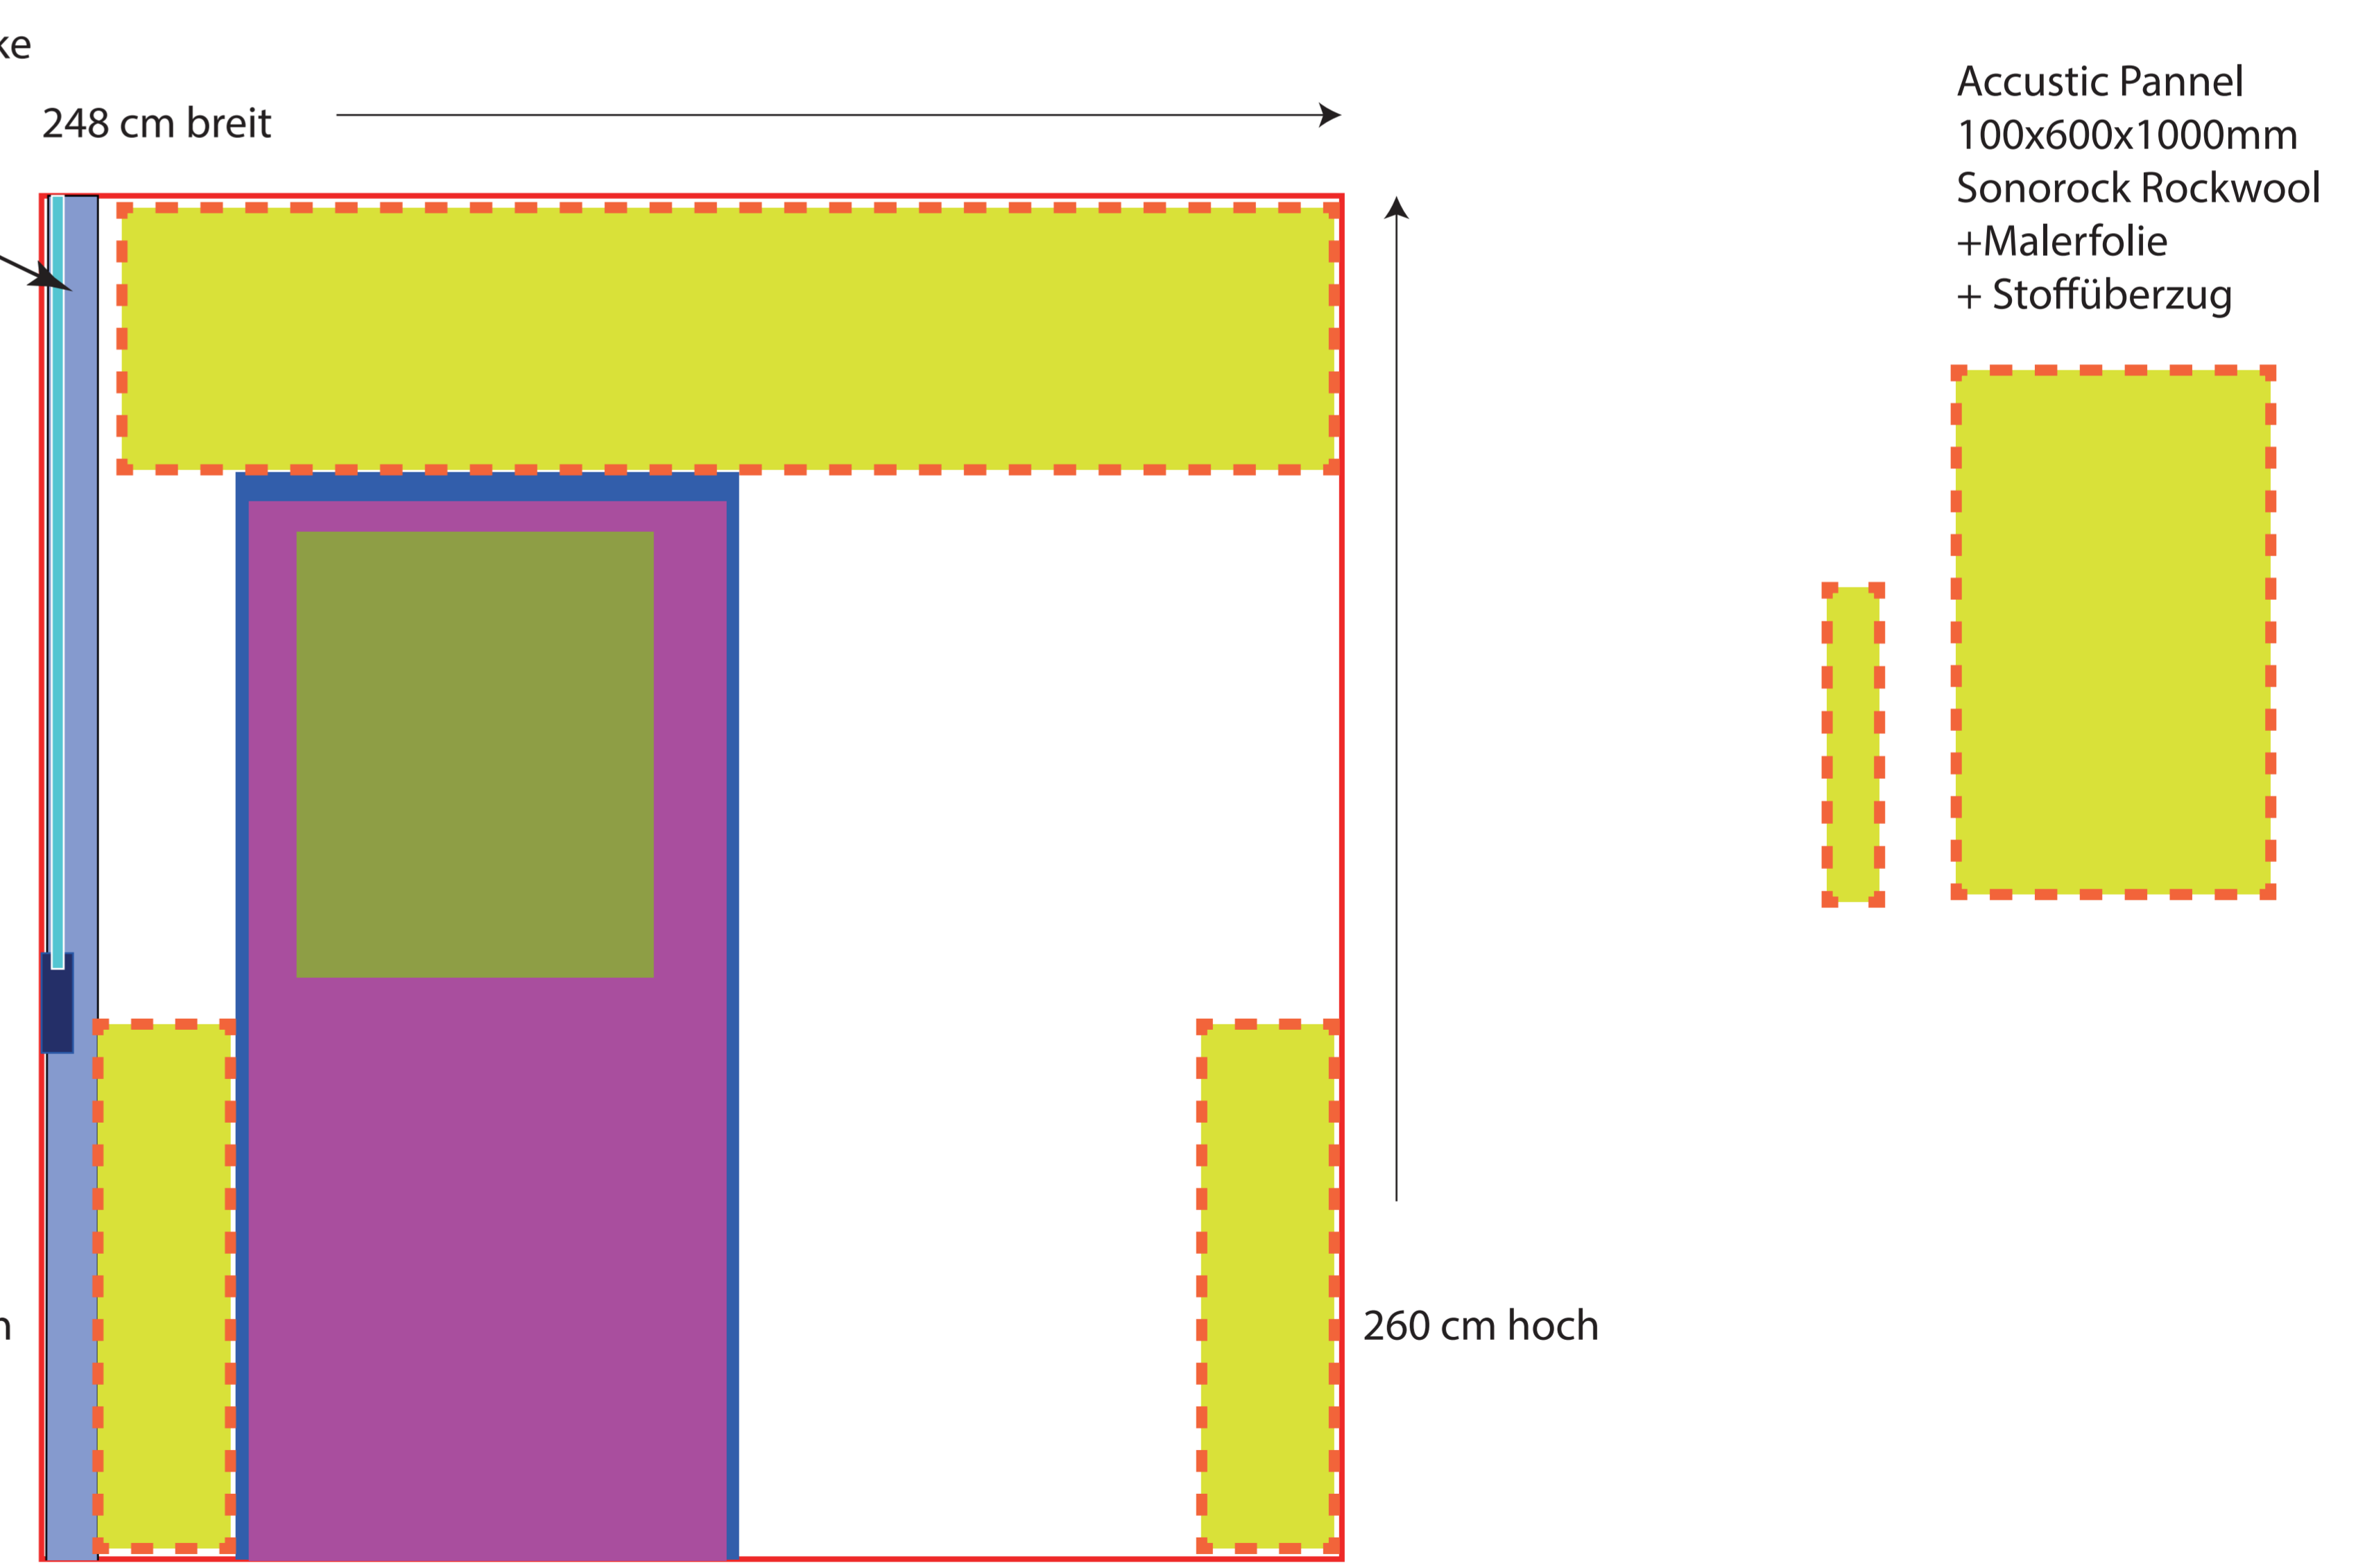 248 cm breit
Accustic Pannel
100x600x1000mm
Sonorock Rockwool
+Malerfolie
+ Stoffüberzug
260 cm hoch